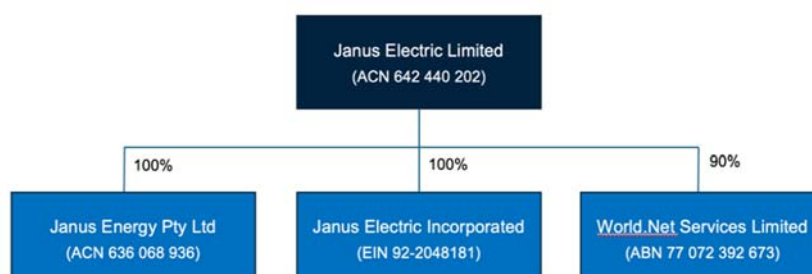 Janus Electric Limited
(ACN 642 440 202)
100%
100%
90%
Janus Energy Pty Ltd
(ACN 636 068 936)
Janus Electric Incorporated
(EIN 92-2048181)
World.Net Services Limited
(ABN 77 072 392 673)